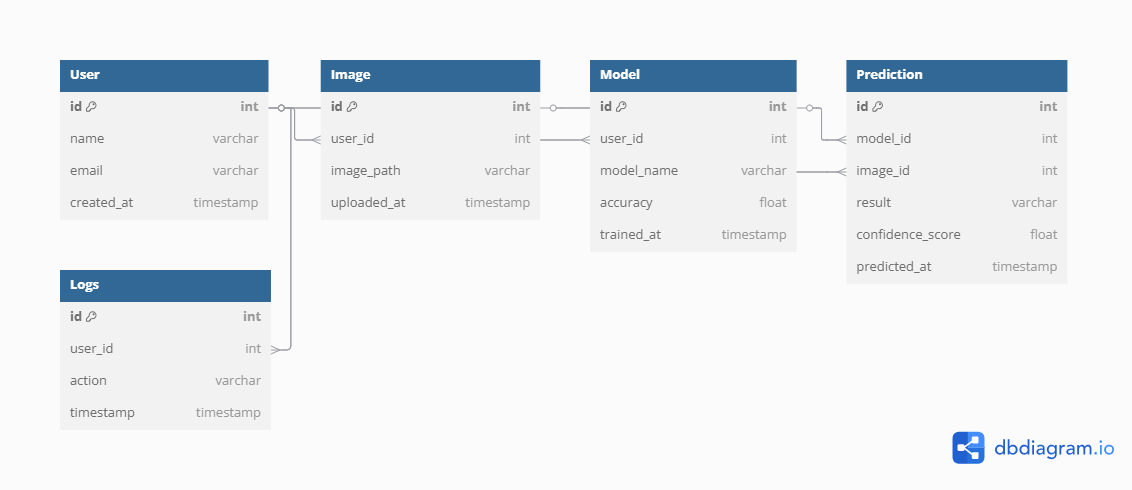 User
id int
name varchar
email varchar
created_at timestamp
Image
id int
user_id int
image_path varchar
uploaded_at timestamp
Model
id int
user_id int
model_name varchar
accuracy float
trained_at timestamp
Prediction
id int
model_id int
image_id int
result varchar
confidence_score float
predicted_at timestamp
Logs
id int
user_id int
action varchar
timestamp timestamp
dbdiagram.io